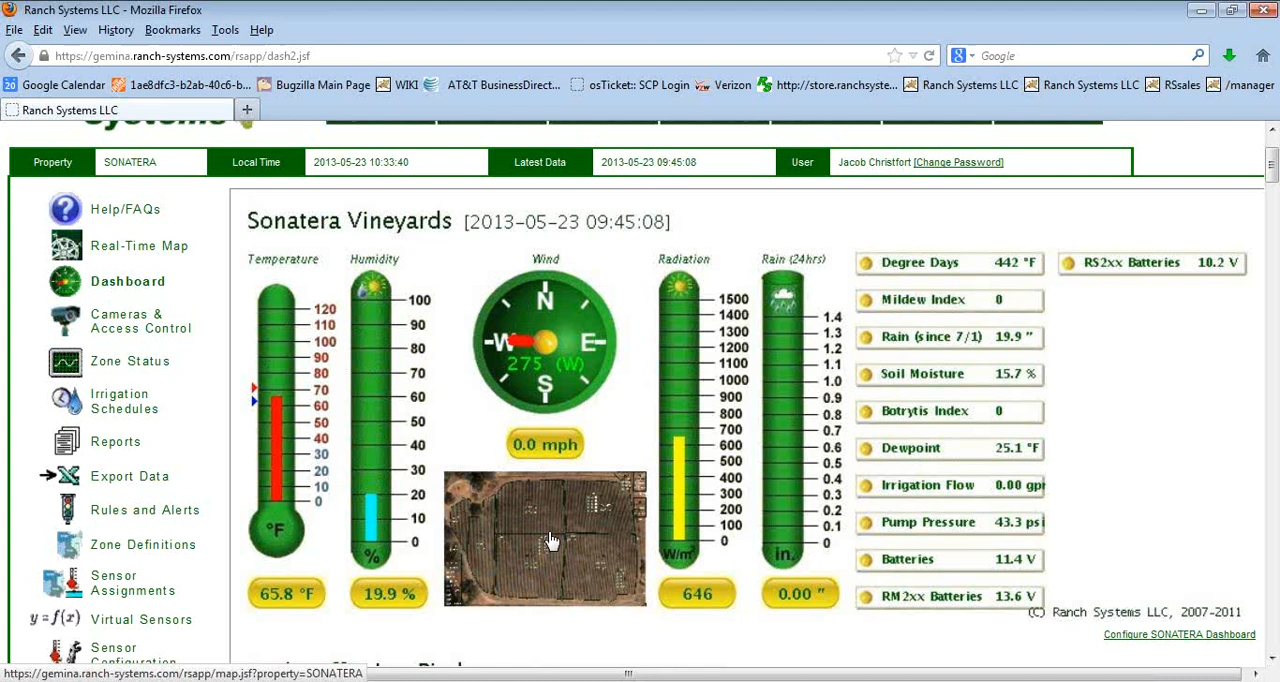 Ranch Systems LLC - Mozilla Firefox
File Edit View History Bookmarks Tools Help
https://gemina.ranch-systems.com/rsapp/dash2.jsf
Google
Google Calendar 1ae8dfc3-b2ab-40c6-b... Bugzilla Main Page WIKI AT&T BusinessDirect... osTicket:: SCP Login Verizon http://store.ranchsyste... Ranch Systems LLC Ranch Systems LLC RSsales /manager
Ranch Systems LLC
Property SONATERA Local Time 2013-05-23 10:33:40 Latest Data 2013-05-23 09:45:08 User Jacob Christfort [Change Password]
Help/FAQs
Real-Time Map
Dashboard
Cameras &
Access Control
Zone Status
Irrigation
Schedules
Reports
Export Data
Rules and Alerts
Zone Definitions
Sensor
Assignments
y=f(x) Virtual Sensors
Sensor
Configuration
Sonatera Vineyards [2013-05-23 09:45:08]
Temperature
120
110
100
90
80
70
60
50
40
30
20
10
0
°F
65.8 °F
Humidity
100
90
80
70
60
50
40
30
20
10
0
%
19.9 %
Wind
N
W E
275 (W)
S
0.0 mph
Radiation
1500
1400
1300
1200
1100
1000
900
800
700
600
500
400
300
200
100
0
W/m²
646
Rain (24hrs)
1.4
1.3
1.2
1.1
1.0
0.9
0.8
0.7
0.6
0.5
0.4
0.3
0.2
0.1
0
in.
0.00 "
Degree Days 442 °F
Mildew Index 0
Rain (since 7/1) 19.9 "
Soil Moisture 15.7 %
Botrytis Index 0
Dewpoint 25.1 °F
Irrigation Flow 0.00 gpr
Pump Pressure 43.3 psi
Batteries 11.4 V
RM2xx Batteries 13.6 V
RS2xx Batteries 10.2 V
(C) Ranch Systems LLC, 2007-2011
Configure SONATERA Dashboard
https://gemina.ranch-systems.com/rsapp/map.jsf?property=SONATERA